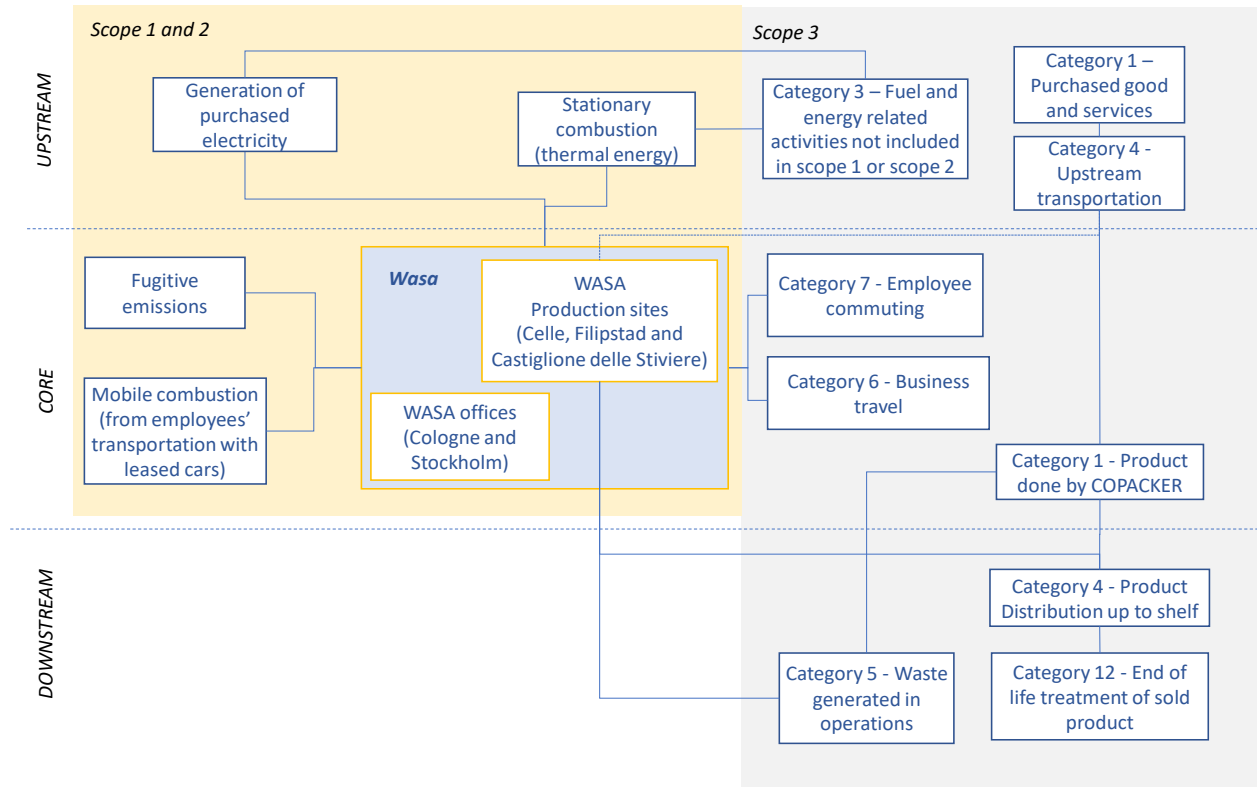 Scope 1 and 2
Scope 3
UPSTREAM
Generation of
purchased
electricity
Stationary
combustion
(thermal energy)
Category 3 – Fuel and
energy related
activities not included
in scope 1 or scope 2
Category 1 –
Purchased good
and services
Category 4 -
Upstream
transportation
CORE
Fugitive
emissions
Mobile combustion
(from employees’
transportation with
leased cars)
Wasa
WASA
Production sites
(Celle, Filipstad and
Castiglione delle Stiviere)
WASA offices
(Cologne and
Stockholm)
Category 7 - Employee
commuting
Category 6 - Business
travel
Category 1 - Product
done by COPACKER
DOWNSTREAM
Category 4 - Product
Distribution up to shelf
Category 5 - Waste
generated in
operations
Category 12 - End of
life treatment of sold
product